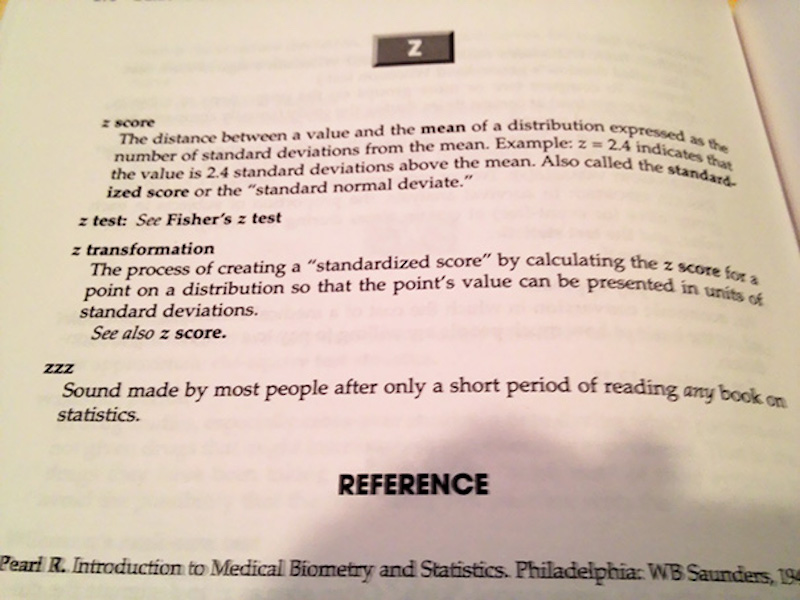 Z
z score
The distance between a value and the mean of a distribution expressed as the
number of standard deviations from the mean. Example: z = 2.4 indicates that
the value is 2.4 standard deviations above the mean. Also called the standard-
ized score or the "standard normal deviate."
z test: See Fisher's z test
z transformation
The process of creating a "standardized score" by calculating the z score for a
point on a distribution so that the point's value can be presented in units of
standard deviations.
See also z score.
zzz
Sound made by most people after only a short period of reading any book on
statistics.
REFERENCE
Pearl R. Introduction to Medical Biometry and Statistics. Philadelphia: WB Saunders,